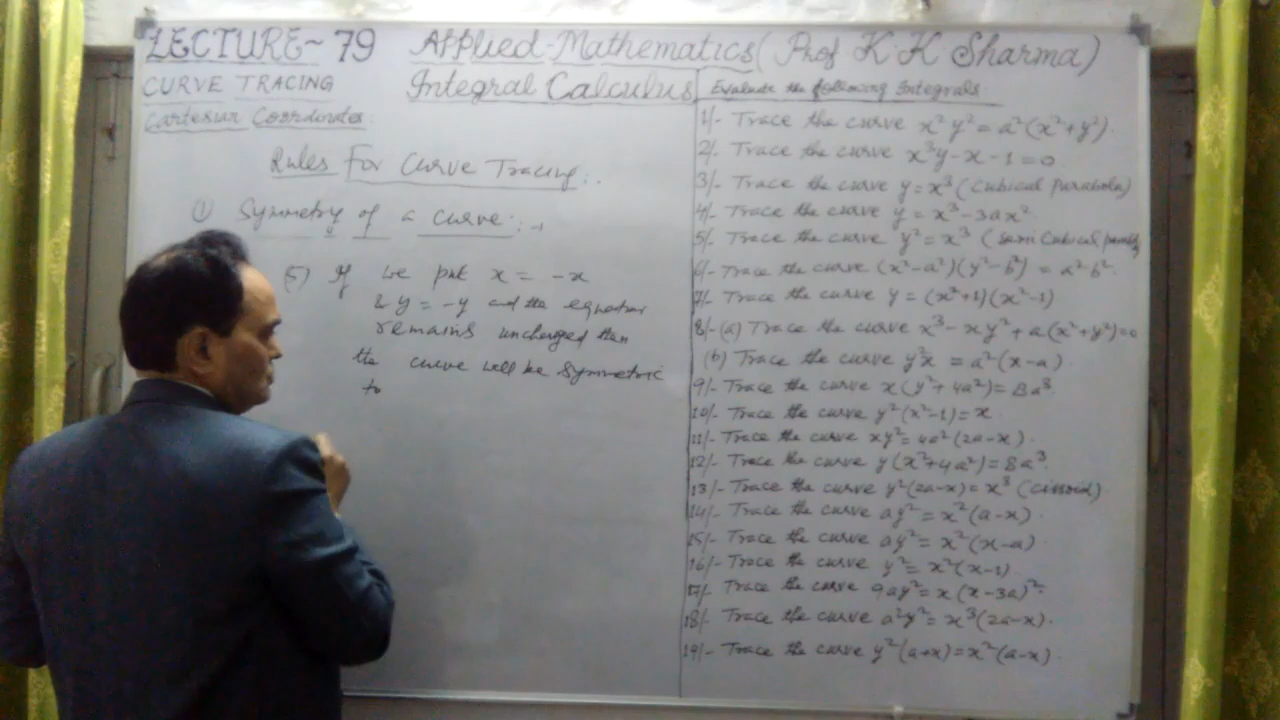 LECTURE~79 Applied-Mathematics (Prof K. K Sharma)
CURVE TRACING Integral Calculus
Cartesian Coordinates.
Rules For Curve Tracing:.
① Symmetry of a curve:-,
(5) If we put x = -x
& y = -y and the equation
remains unchanged then
the curve will be Symmetric
to
Evaluate the following Integrals
1/- Trace the curve x² y² = a²(x²+y²).
2/- Trace the curve x³y-x-1=0
3/- Trace the curve y=x³ (Cubical parabola)
4/- Trace the curve y = x³-3ax²
5/- Trace the curve y² = x³ (Semi Cubical
6/- Trace the curve (x²-a²)(y²-b²) = a²b².
7/- Trace the curve y = (x²+1)(x²-1)
8/- (a) Trace the curve x³-xy²+a(x²+y²)=0
(b) Trace the curve y²x = a²(x-a)
9/- Trace the curve x(y²+4a²)=8a³.
10/- Trace the curve y²(x²-1)=x
11/- Trace the curve xy²=4a²(2a-x).
12/- Trace the curve y(x²+4a²)=8a³
13/- Trace the curve y²(2a-x)=x³ (Cissoid)
14/- Trace the curve ay²=x²(a-x).
15/- Trace the curve ay²=x²(x-a)
16/- Trace the curve y²=x²(x-1)
17/- Trace the curve 9ay²=x(x-3a)².
18/- Trace the curve a²y²=x³(2a-x).
19/- Trace the curve y²(a+x)=x²(a-x).